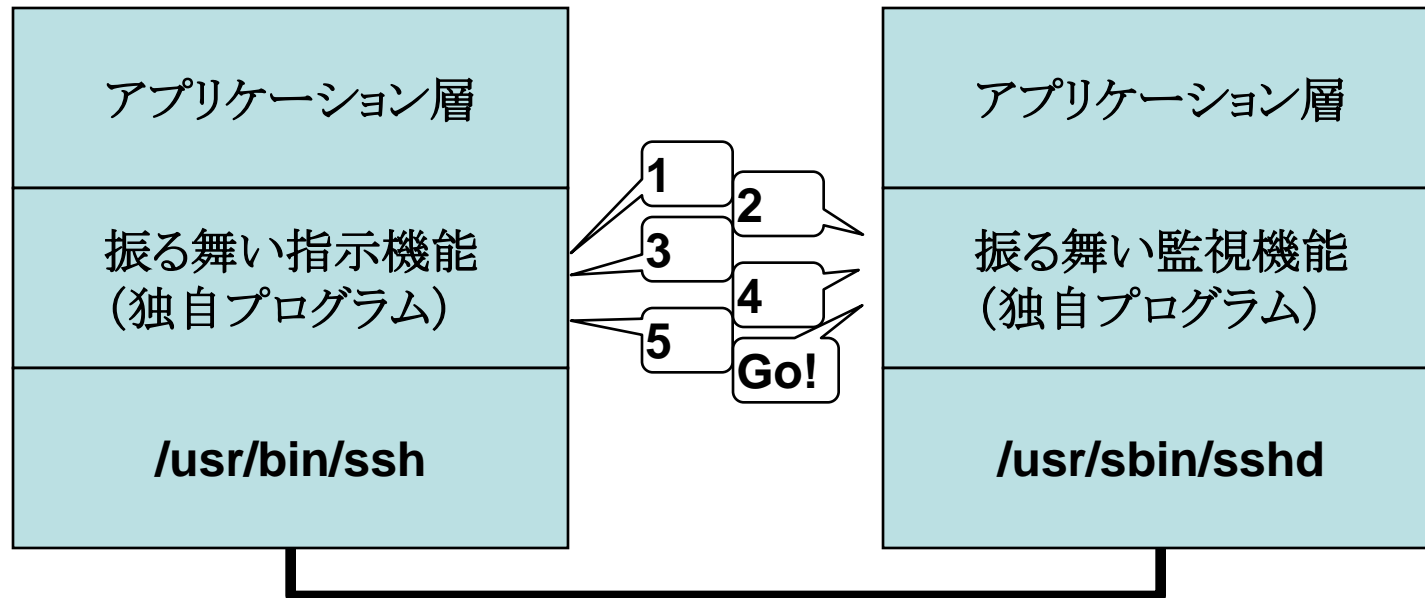 アプリケーション層
振る舞い指示機能
(独自プログラム)
/usr/bin/ssh
1
2
3
4
5
Go!
アプリケーション層
振る舞い監視機能
(独自プログラム)
/usr/sbin/sshd